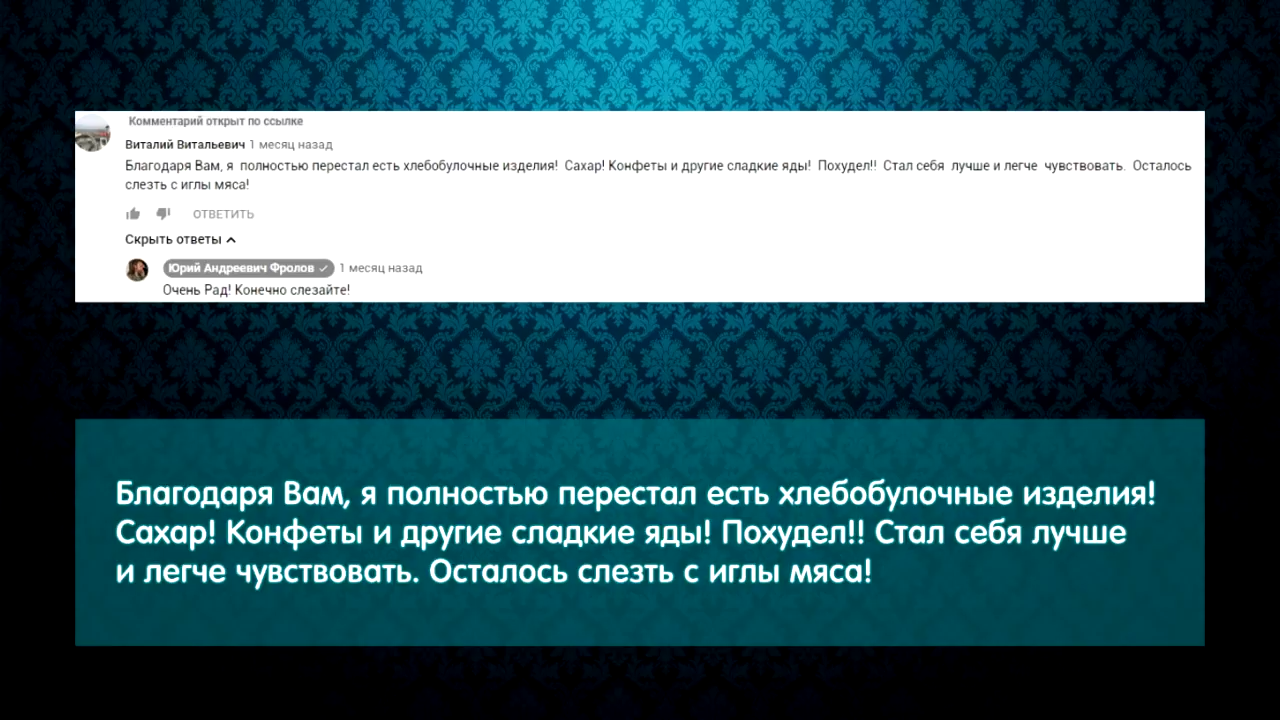 Комментарий открыт по ссылке
Виталий Витальевич 1 месяц назад
Благодаря Вам, я полностью перестал есть хлебобулочные изделия! Сахар! Конфеты и другие сладкие яды! Похудел!! Стал себя лучше и легче чувствовать. Осталось
слезть с иглы мяса!
ОТВЕТИТЬ
Скрыть ответы
Юрий Андреевич Фролов 1 месяц назад
Очень Рад! Конечно слезайте!
Благодаря Вам, я полностью перестал есть хлебобулочные изделия!
Сахар! Конфеты и другие сладкие яды! Похудел!! Стал себя лучше
и легче чувствовать. Осталось слезть с иглы мяса!